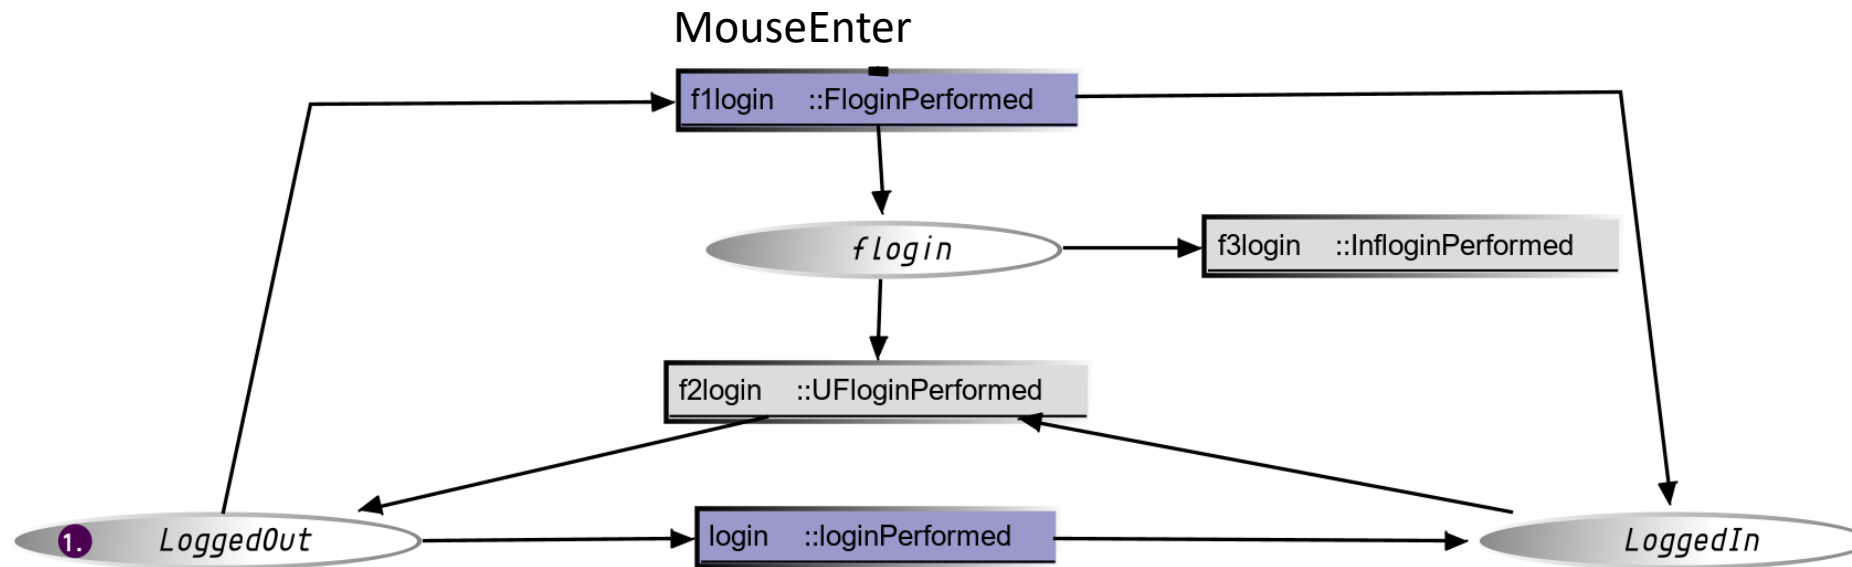 MouseEnter
f1login ::FloginPerformed
flogin
f3login ::InfloginPerformed
f2login ::UFloginPerformed
1. LoggedOut
login ::loginPerformed
LoggedIn